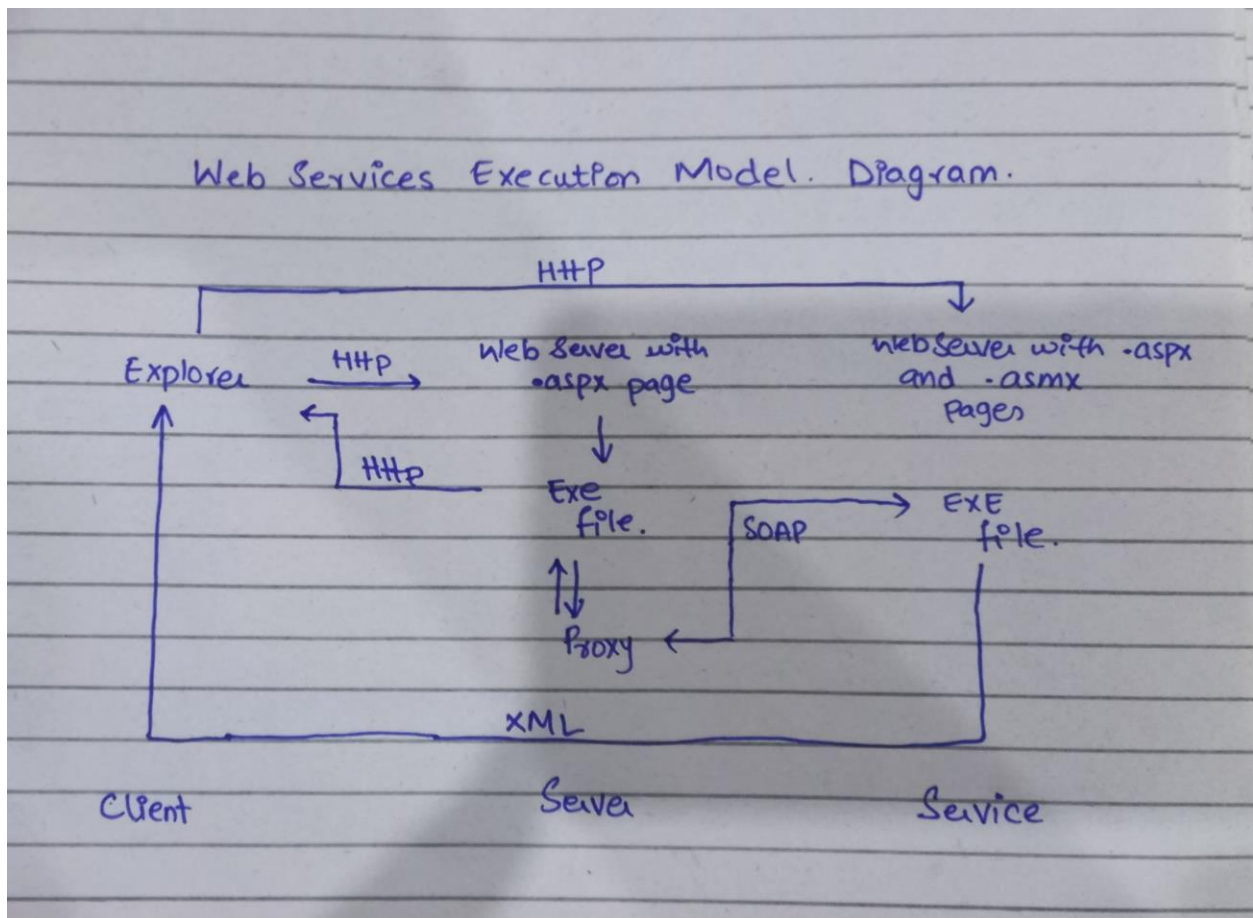 Web Services Execution Model. Diagram.
HTTP
Explorer
HTTP
Web Server with
.aspx page
Web Server with .aspx
and .asmx
pages
HTTP
Exe
file.
SOAP
EXE
file.
Proxy
XML
Client
Server
Service